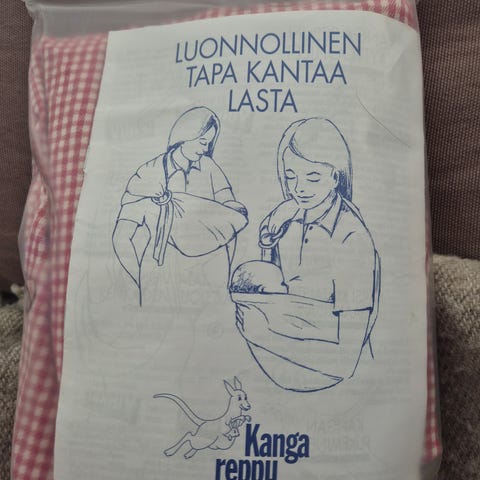 LUONNOLLINEN
TAPA KANTAA
LASTA
Kanga
reppu